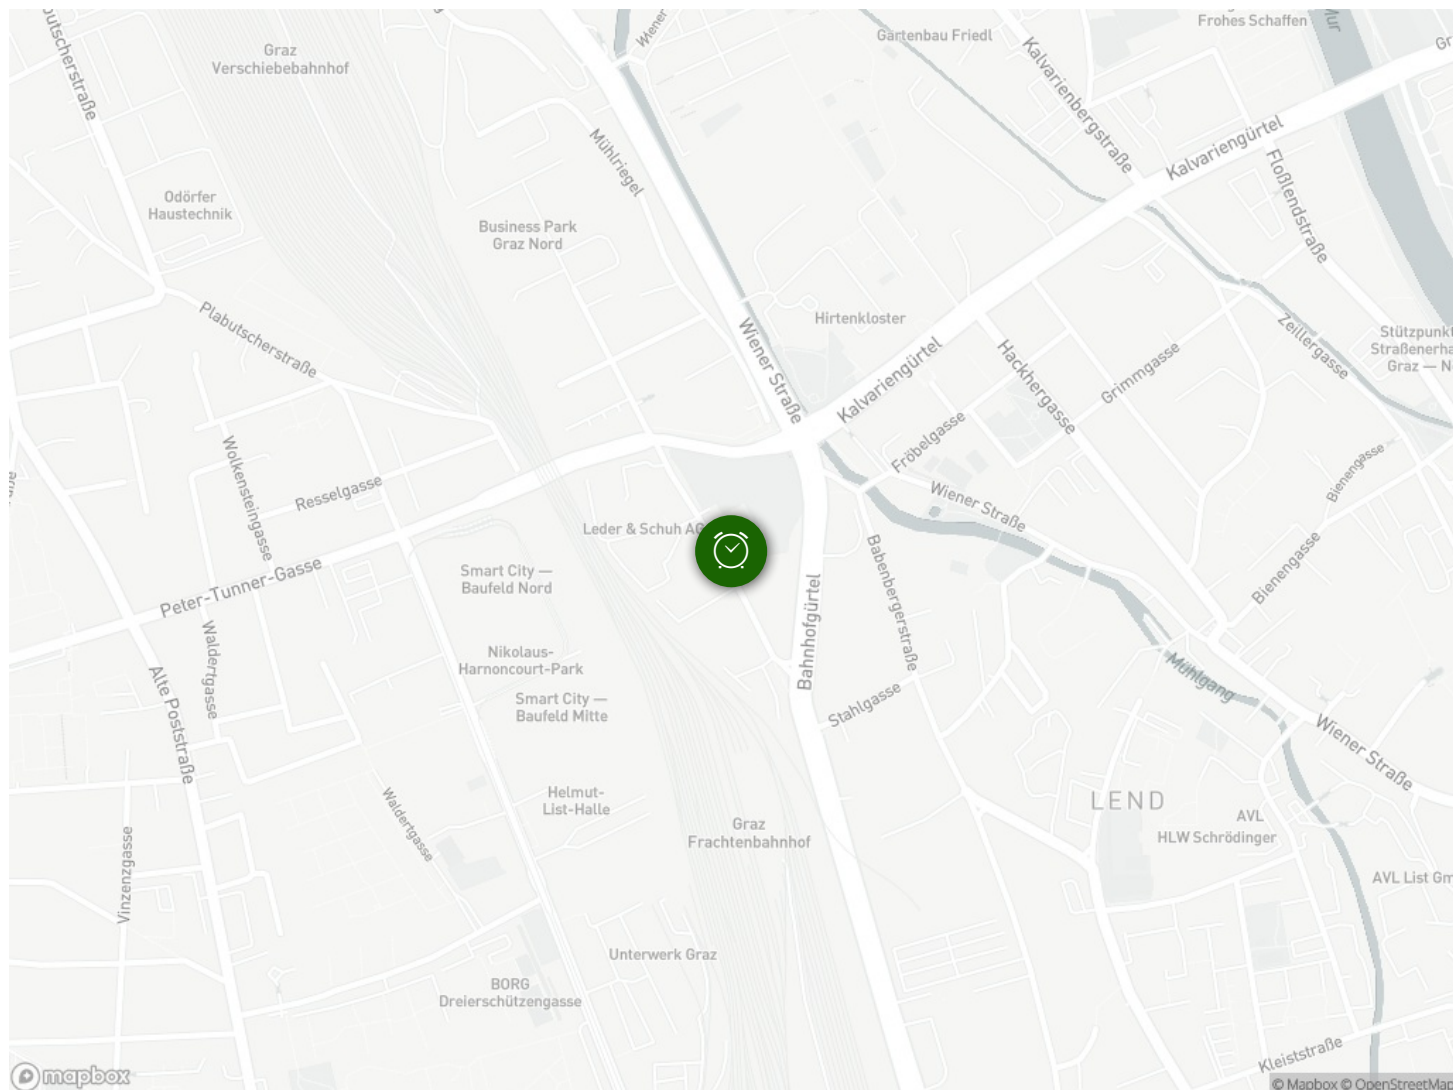 Graz
Verschiebebahnhof
Wiener
Gartenbau Friedl
Frohes Schaffen
Mur
Kalvarienbergstraße
Kalvariengürtel
Floßlendstraße
Mühlriegel
Odörfer
Haustechnik
Business Park
Graz Nord
Plabutscherstraße
Wiener Straße
Hirtenkloster
Kalvariengürtel
Hackhergasse
Grimmgasse
Zeillergasse
Fröbelgasse
Bienengasse
Wolkensteingasse
Resselgasse
Wiener Straße
Leder & Schuh AG
Babenbergerstraße
Bienengasse
Peter-Tunner-Gasse
Smart City —
Baufeld Nord
Waldertgasse
Bahnhofgürtel
Nikolaus-
Harnoncourt-Park
Mühlgang
Alte Poststraße
Smart City —
Baufeld Mitte
Stahlgasse
Wiener Straße
Helmut-
List-Halle
LEND
Waldertgasse
Graz
Frachtenbahnhof
AVL
HLW Schrödinger
Vinzenzgasse
Unterwerk Graz
BORG
Dreierschützengasse
Kleiststraße
mapbox
© Mapbox © OpenStreetMap